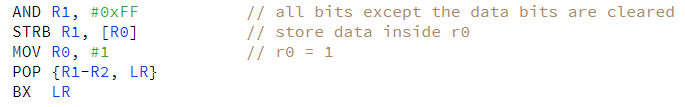 AND R1, #0xFF // all bits except the data bits are cleared
STRB R1, [R0] // store data inside r0
MOV R0, #1 // r0 = 1
POP {R1-R2, LR}
BX LR